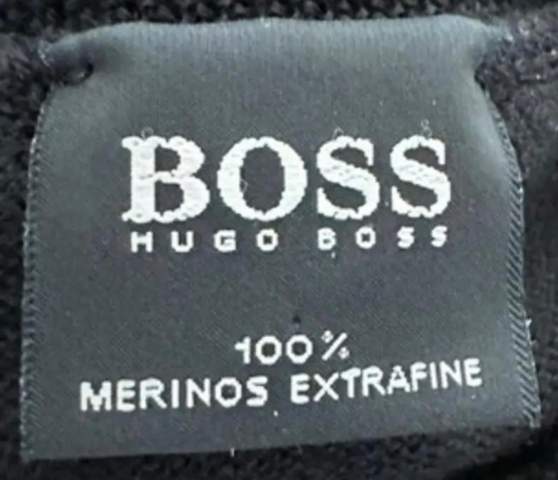 BOSS
HUGO BOSS
100%
MERINOS EXTRAFINE